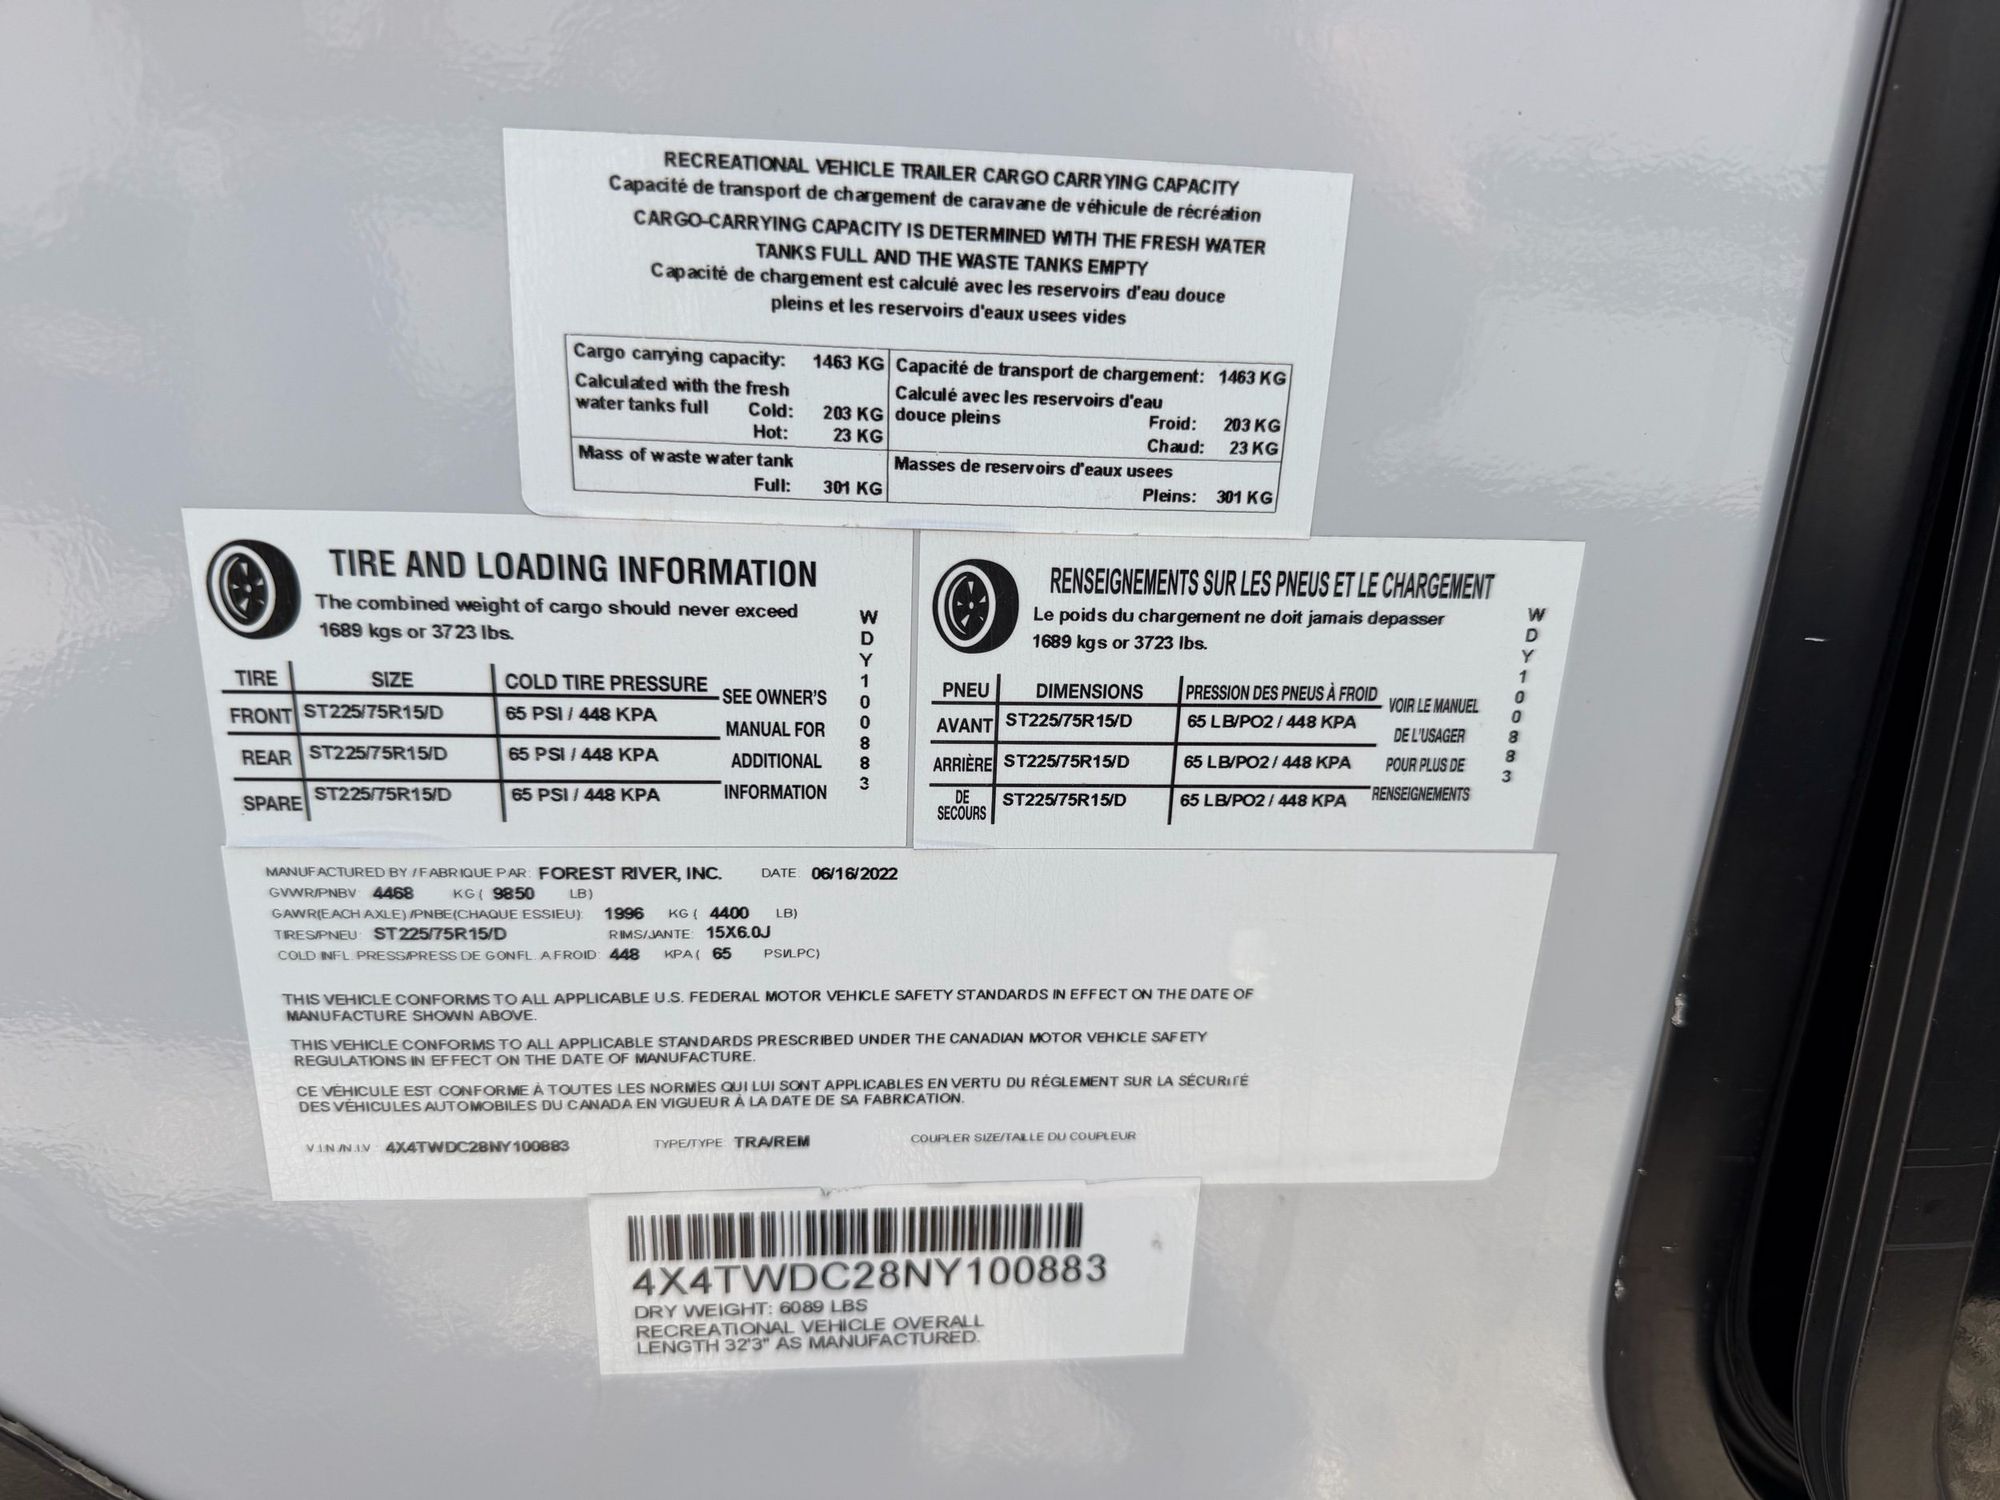 RECREATIONAL VEHICLE TRAILER CARGO CARRYING CAPACITY
Capacité de transport de chargement de caravane de véhicule de récréation
CARGO-CARRYING CAPACITY IS DETERMINED WITH THE FRESH WATER
TANKS FULL AND THE WASTE TANKS EMPTY
Capacité de chargement est calculé avec les reservoirs d'eau douce
pleins et les reservoirs d'eaux usees vides
Cargo carrying capacity: 1463 KG
Calculated with the fresh
water tanks full Cold: 203 KG
Hot: 23 KG
Mass of waste water tank
Full: 301 KG
Capacité de transport de chargement: 1463 KG
Calculé avec les reservoirs d'eau
douce pleins Froid: 203 KG
Chaud: 23 KG
Masses de reservoirs d'eaux usees
Pleins: 301 KG
TIRE AND LOADING INFORMATION
The combined weight of cargo should never exceed
1689 kgs or 3723 lbs.
TIRE SIZE COLD TIRE PRESSURE
FRONT ST225/75R15/D 65 PSI / 448 KPA
REAR ST225/75R15/D 65 PSI / 448 KPA
SPARE ST225/75R15/D 65 PSI / 448 KPA
SEE OWNER'S
MANUAL FOR
ADDITIONAL
INFORMATION
WDY100883
RENSEIGNEMENTS SUR LES PNEUS ET LE CHARGEMENT
Le poids du chargement ne doit jamais depasser
1689 kgs or 3723 lbs.
PNEU DIMENSIONS PRESSION DES PNEUS À FROID
AVANT ST225/75R15/D 65 LB/PO2 / 448 KPA
ARRIÈRE ST225/75R15/D 65 LB/PO2 / 448 KPA
DE
SECOURS ST225/75R15/D 65 LB/PO2 / 448 KPA
VOIR LE MANUEL
DE L'USAGER
POUR PLUS DE
RENSEIGNEMENTS
WDY100883
MANUFACTURED BY / FABRIQUE PAR: FOREST RIVER, INC. DATE: 06/16/2022
GVWR/PNBV 4468 KG ( 9850 LB)
GAWR(EACH AXLE) /PNBE(CHAQUE ESSIEU): 1996 KG ( 4400 LB)
TIRES/PNEU: ST225/75R15/D RIMS/JANTE: 15X6.0J
COLD INFL. PRESS/PRESS DE GONFL. A FROID: 448 KPA ( 65 PSI/LPC)
THIS VEHICLE CONFORMS TO ALL APPLICABLE U.S. FEDERAL MOTOR VEHICLE SAFETY STANDARDS IN EFFECT ON THE DATE OF
MANUFACTURE SHOWN ABOVE.
THIS VEHICLE CONFORMS TO ALL APPLICABLE STANDARDS PRESCRIBED UNDER THE CANADIAN MOTOR VEHICLE SAFETY
REGULATIONS IN EFFECT ON THE DATE OF MANUFACTURE.
CE VÉHICULE EST CONFORME À TOUTES LES NORMES QUI LUI SONT APPLICABLES EN VERTU DU RÉGLEMENT SUR LA SÉCURITÉ
DES VÉHICULES AUTOMOBILES DU CANADA EN VIGUEUR À LA DATE DE SA FABRICATION.
V.I.N./N.I.V.: 4X4TWDC28NY100883 TYPE/TYPE: TRA/REM COUPLER SIZE/TAILLE DU COUPLEUR
4X4TWDC28NY100883
DRY WEIGHT: 6089 LBS
RECREATIONAL VEHICLE OVERALL
LENGTH 32'3" AS MANUFACTURED.